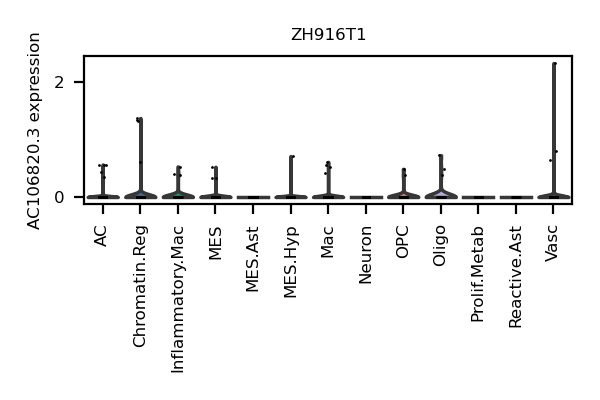 ZH916T1
AC106820.3 expression
2
0
AC
Chromatin.Reg
Inflammatory.Mac
MES
MES.Ast
MES.Hyp
Mac
Neuron
OPC
Oligo
Prolif.Metab
Reactive.Ast
Vasc